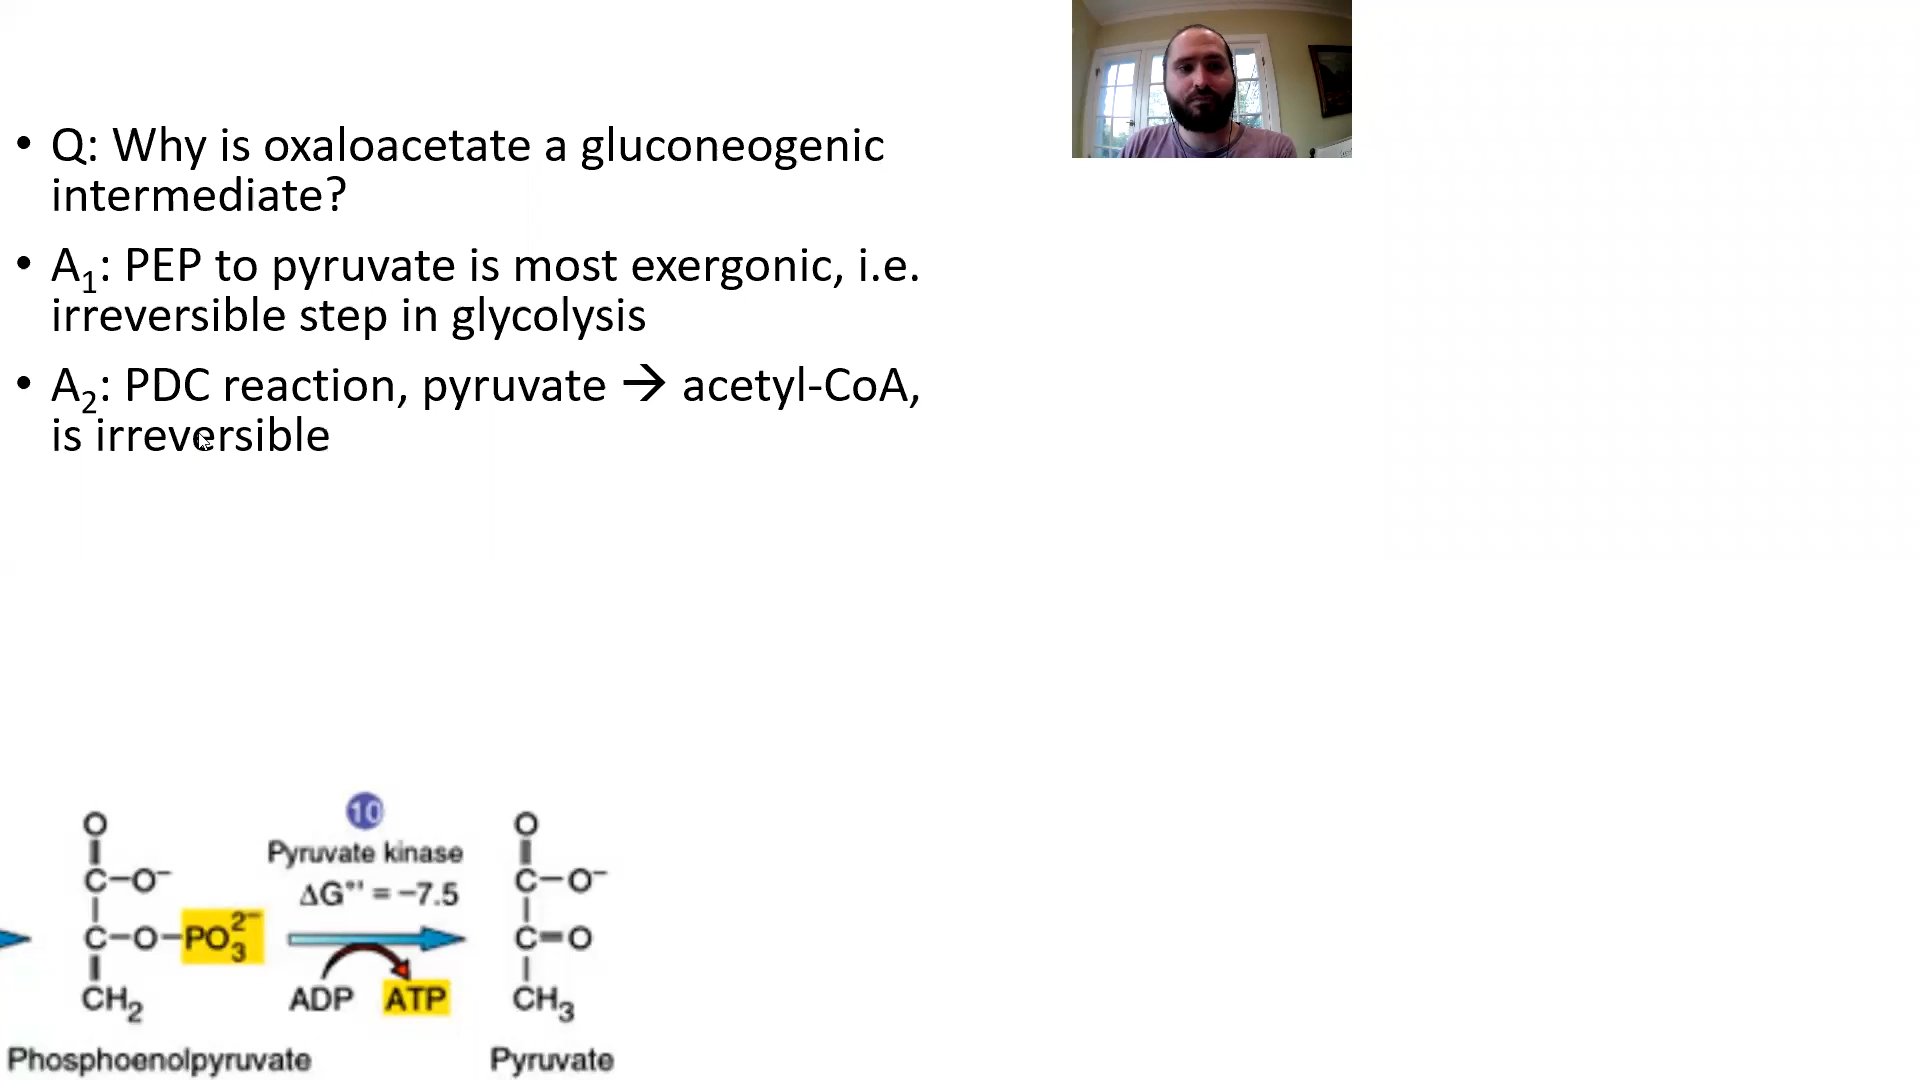 • Q: Why is oxaloacetate a gluconeogenic
intermediate?
• A₁: PEP to pyruvate is most exergonic, i.e.
irreversible step in glycolysis
• A₂: PDC reaction, pyruvate → acetyl-CoA,
is irreversible
10
Pyruvate kinase
ΔG°' = −7.5
O
C−O⁻
C−O−PO₃²⁻
CH₂
ADP ATP
O
C−O⁻
C=O
CH₃
Phosphoenolpyruvate
Pyruvate